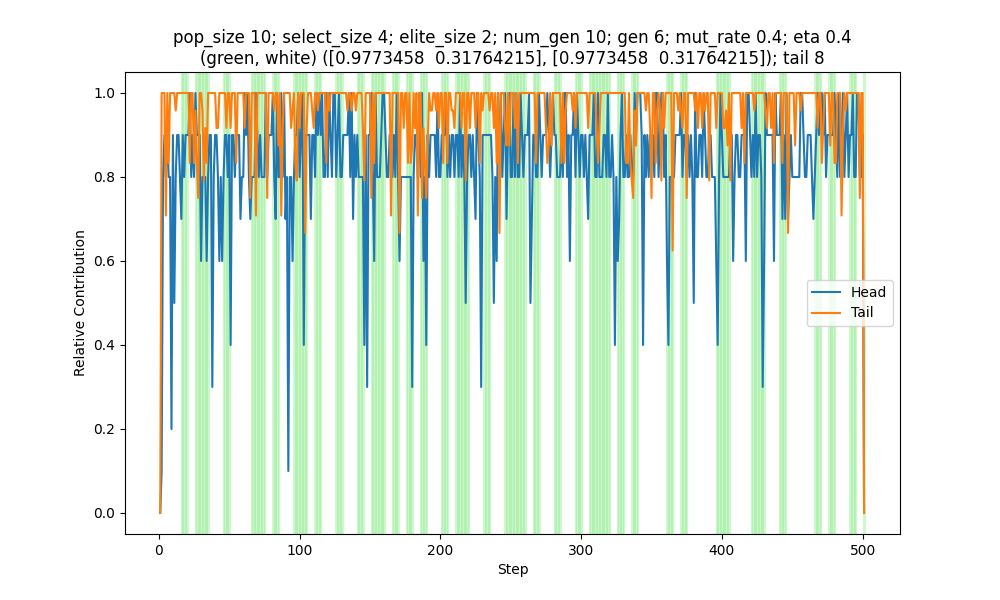 pop_size 10; select_size 4; elite_size 2; num_gen 10; gen 6; mut_rate 0.4; eta 0.4
(green, white) ([0.9773458  0.31764215], [0.9773458  0.31764215]); tail 8
1.0
0.8
0.6
0.4
0.2
0.0
Relative Contribution
Head
Tail
0
100
200
300
400
500
Step